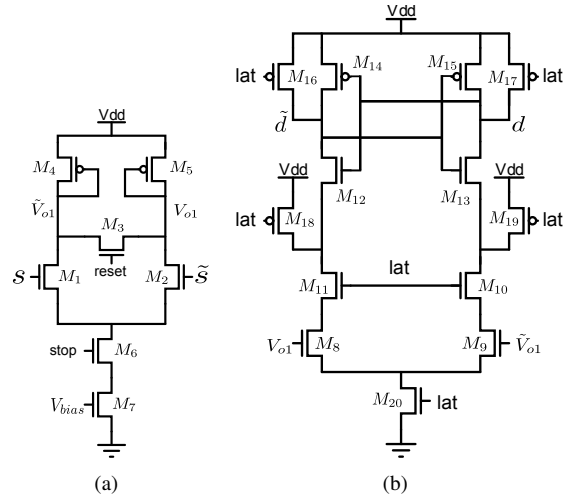 Vdd
M₄
M₅
Ṽₒ₁
Vₒ₁
M₃
reset
s
M₁
M₂
s̃
stop
M₆
V_bias
M₇
(a)
Vdd
lat
M₁₆
M₁₄
M₁₅
M₁₇
lat
d̃
d
M₁₂
M₁₃
Vdd
Vdd
lat
M₁₈
M₁₉
lat
lat
M₁₁
M₁₀
Vₒ₁
M₈
M₉
Ṽₒ₁
M₂₀
lat
(b)